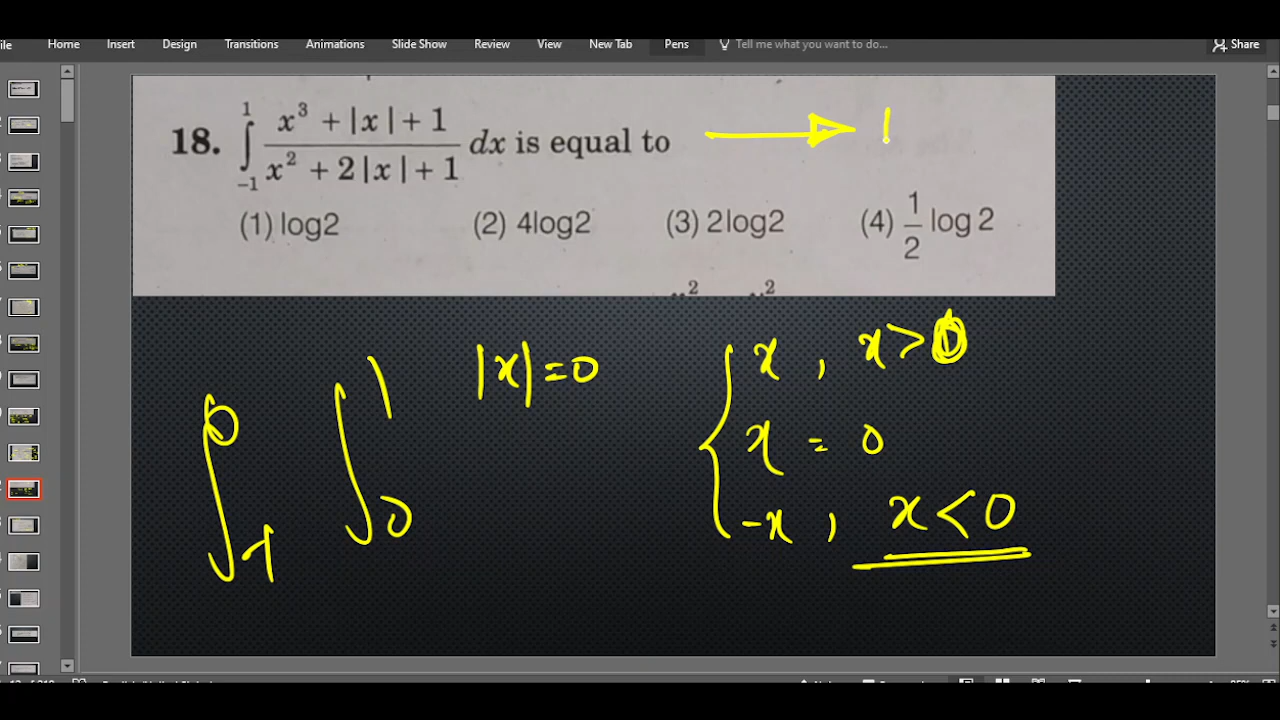 File Home Insert Design Transitions Animations Slide Show Review View New Tab Pens Tell me what you want to do... Share
18. ∫₋₁¹ (x³ + |x| + 1)/(x² + 2|x| + 1) dx is equal to → 1
(1) log2 (2) 4log2 (3) 2log2 (4) 1/2 log 2
|x| = 0
x , x > 0
x = 0
-x , x < 0
∫₋₁⁰ ∫₀¹